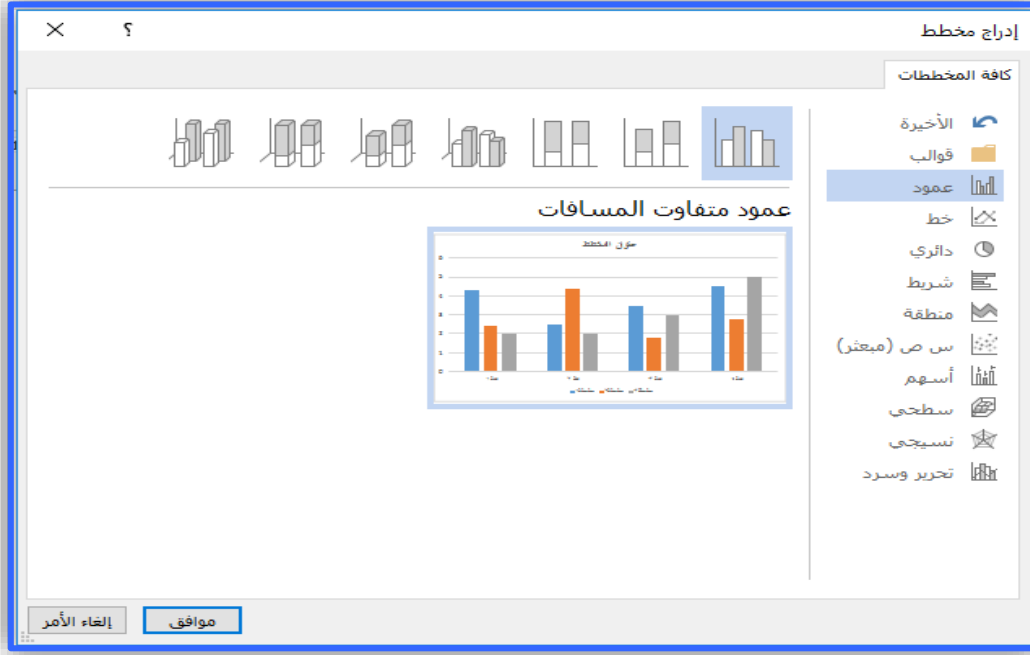 إدراج مخطط
؟
كافة المخططات
الأخيرة
قوالب
عمود
خط
دائري
شريط
منطقة
س ص (مبعثر)
أسهم
سطحي
نسيجي
تحرير وسرد
عمود متفاوت المسافات
المخطط
موافق
إلغاء الأمر